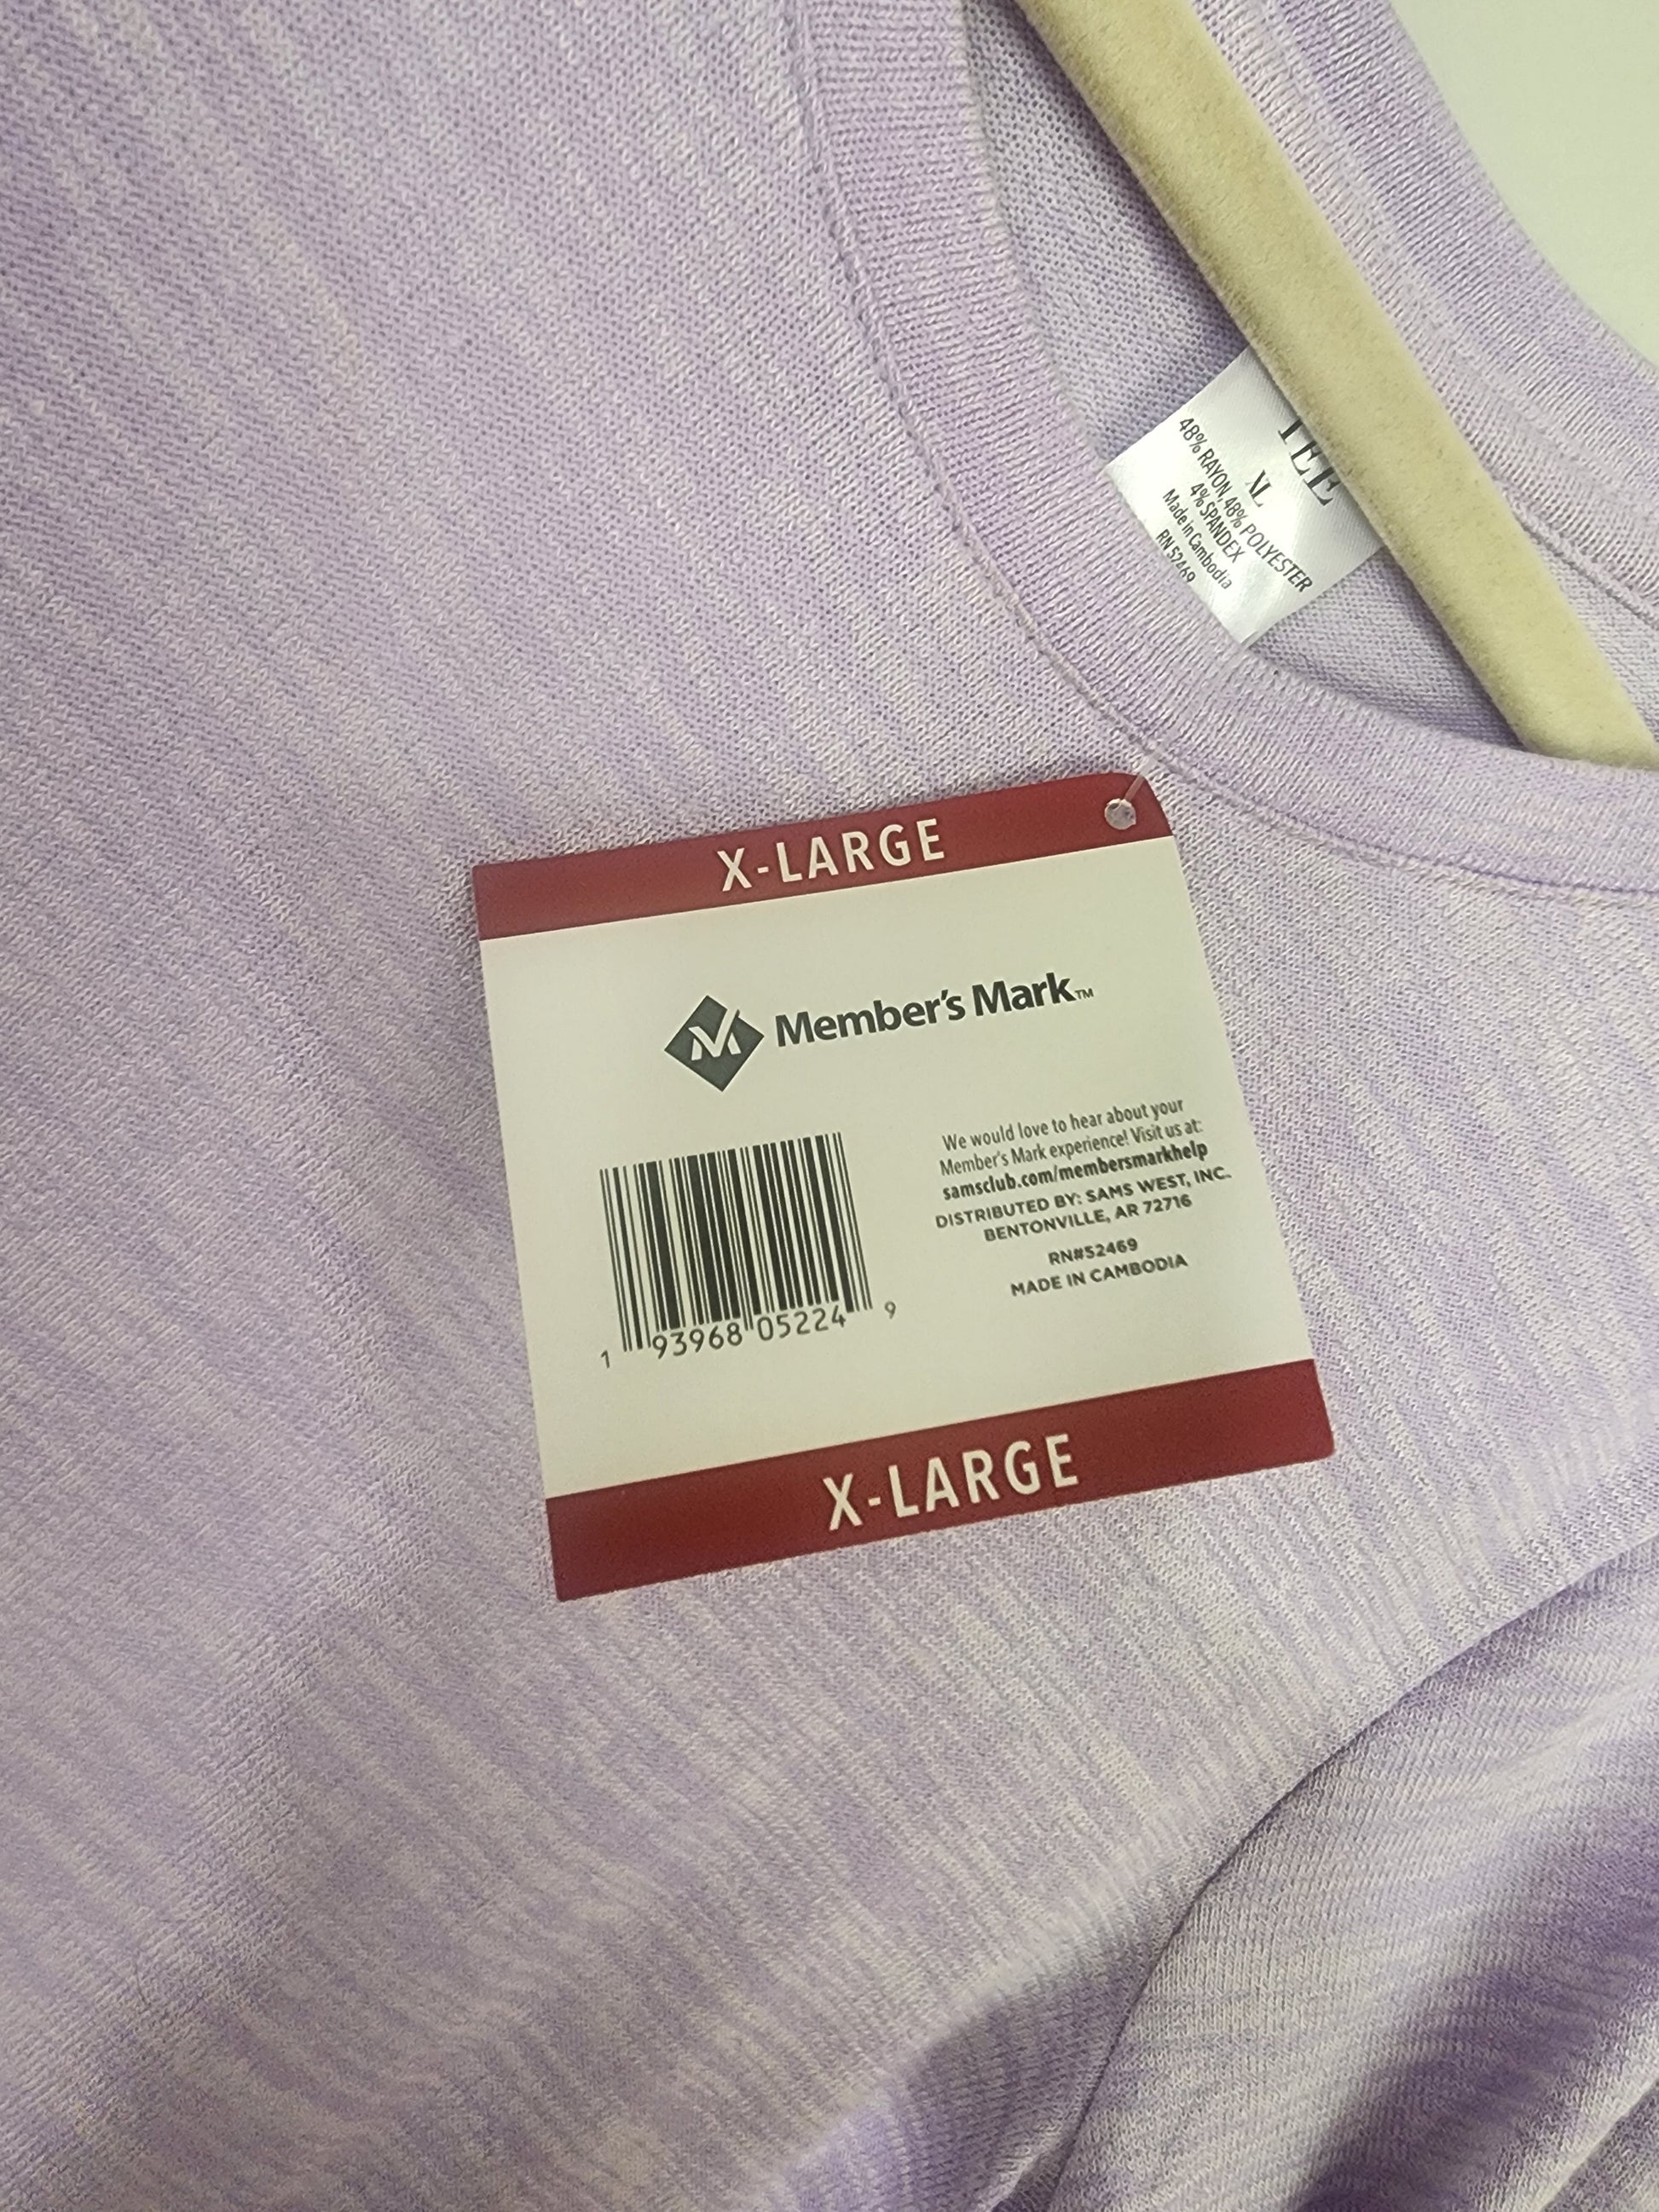 TEE
XL
48% RAYON, 48% POLYESTER
4% SPANDEX
Made in Cambodia
RN 52469
X-LARGE
Member's Mark™
We would love to hear about your
Member's Mark experience! Visit us at:
samsclub.com/membersmarkhelp
DISTRIBUTED BY: SAMS WEST, INC.
BENTONVILLE, AR 72716
RN#52469
MADE IN CAMBODIA
1 93968 05224 9
X-LARGE